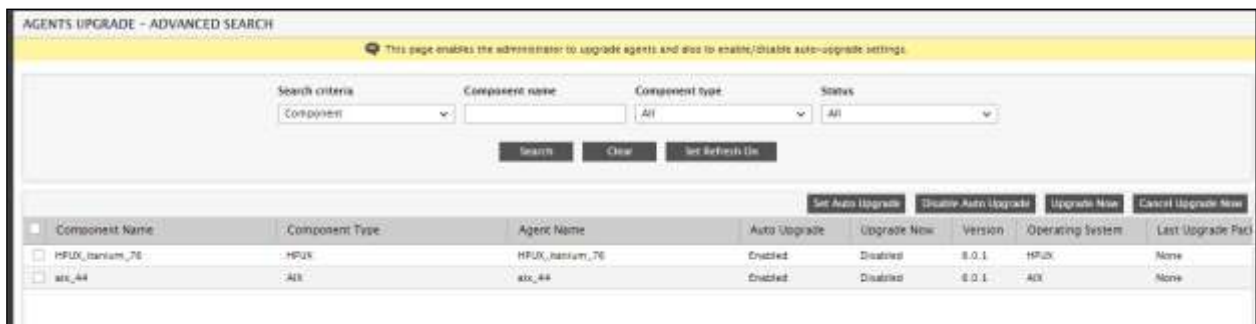 AGENTS UPGRADE - ADVANCED SEARCH
This page enables the administrator to upgrade agents and also to enable/disable auto-upgrade settings.
Search criteria Component name Component type Status
Component All All
Search Clear Set Refresh On
Set Auto Upgrade Disable Auto Upgrade Upgrade Now Cancel Upgrade Now
Component Name Component Type Agent Name Auto Upgrade Upgrade Now Version Operating System Last Upgrade Pack
HPUX_Itanium_76 HPUX HPUX_Itanium_76 Enabled Disabled 8.0.1 HPUX None
aix_44 AIX aix_44 Enabled Disabled 8.0.1 AIX None